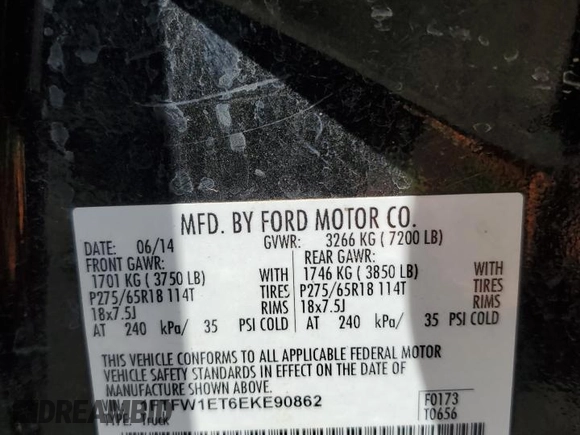 MFD. BY FORD MOTOR CO.
DATE: 06/14 GVWR: 3266 KG ( 7200 LB)
FRONT GAWR: REAR GAWR:
1701 KG ( 3750 LB) WITH 1746 KG ( 3850 LB) WITH
P275/65R18 114T TIRES P275/65R18 114T TIRES
18x7.5J RIMS 18x7.5J RIMS
AT 240 kPa/ 35 PSI COLD AT 240 kPa/ 35 PSI COLD
THIS VEHICLE CONFORMS TO ALL APPLICABLE FEDERAL MOTOR
VEHICLE SAFETY STANDARDS IN EFFECT ON THE DATE OF
MANUFACTURE SHOWN ABOVE.
1FTFW1ET6EKE90862 F0173
TYPE: TRUCK T0656
DREAMBID